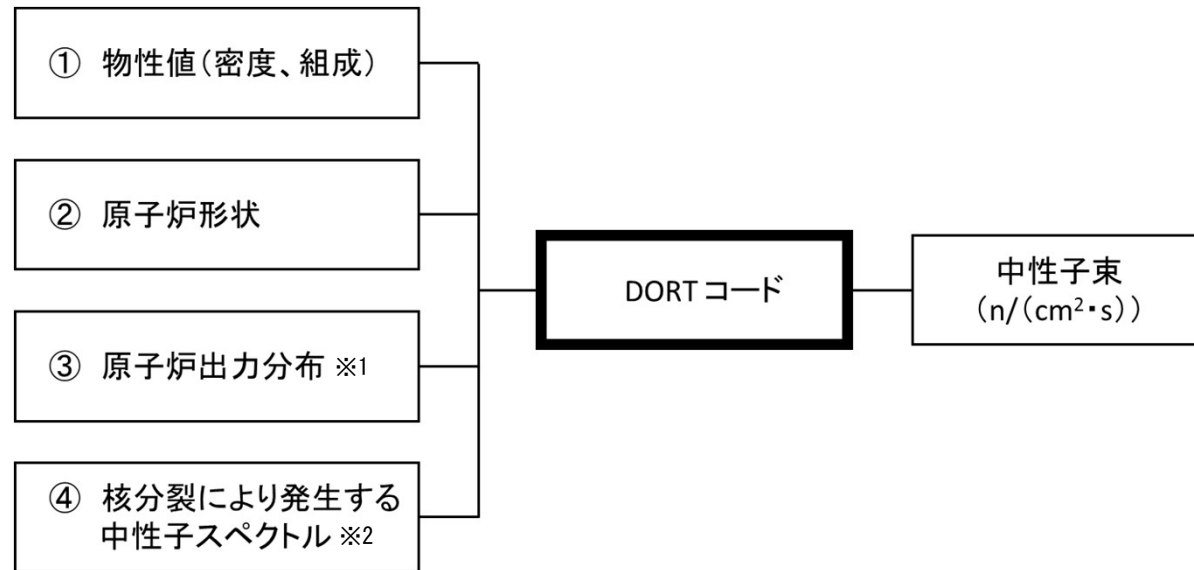 ① 物性値(密度、組成)
② 原子炉形状
③ 原子炉出力分布 ※1
④ 核分裂により発生する
中性子スペクトル ※2
DORT コード
中性子束
(n/(cm²・s))